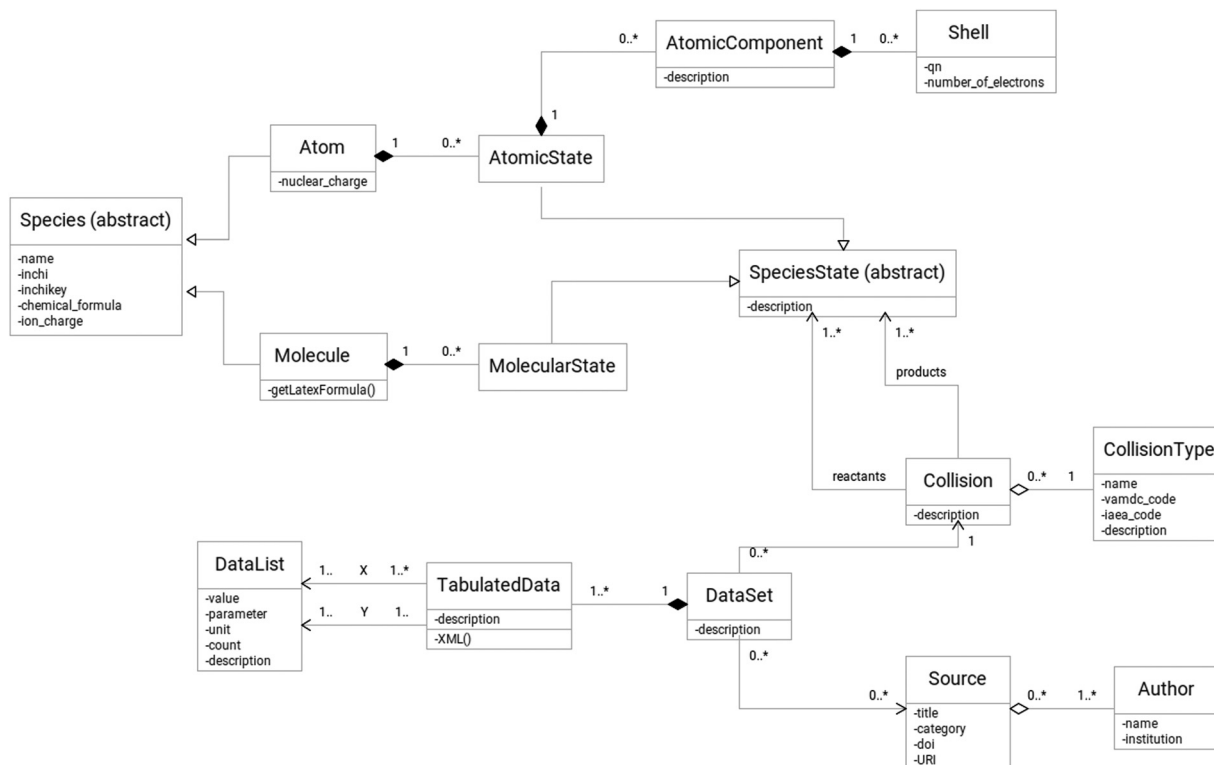 AtomicComponent
-description
1
0..*
Shell
-qn
-number_of_electrons
0..*
1
Atom
-nuclear_charge
1
0..*
AtomicState
Species (abstract)
-name
-inchi
-inchikey
-chemical_formula
-ion_charge
SpeciesState (abstract)
-description
1..*
1..*
Molecule
-getLatexFormula()
1
0..*
MolecularState
products
reactants
Collision
-description
0..*
1
CollisionType
-name
-vamdc_code
-iaea_code
-description
1
0..*
DataList
-value
-parameter
-unit
-count
-description
1..
X
1..*
1..
Y
1..
TabulatedData
-description
-XML()
1..*
1
DataSet
-description
0..*
0..*
Source
-title
-category
-doi
-URI
0..*
1..*
Author
-name
-institution